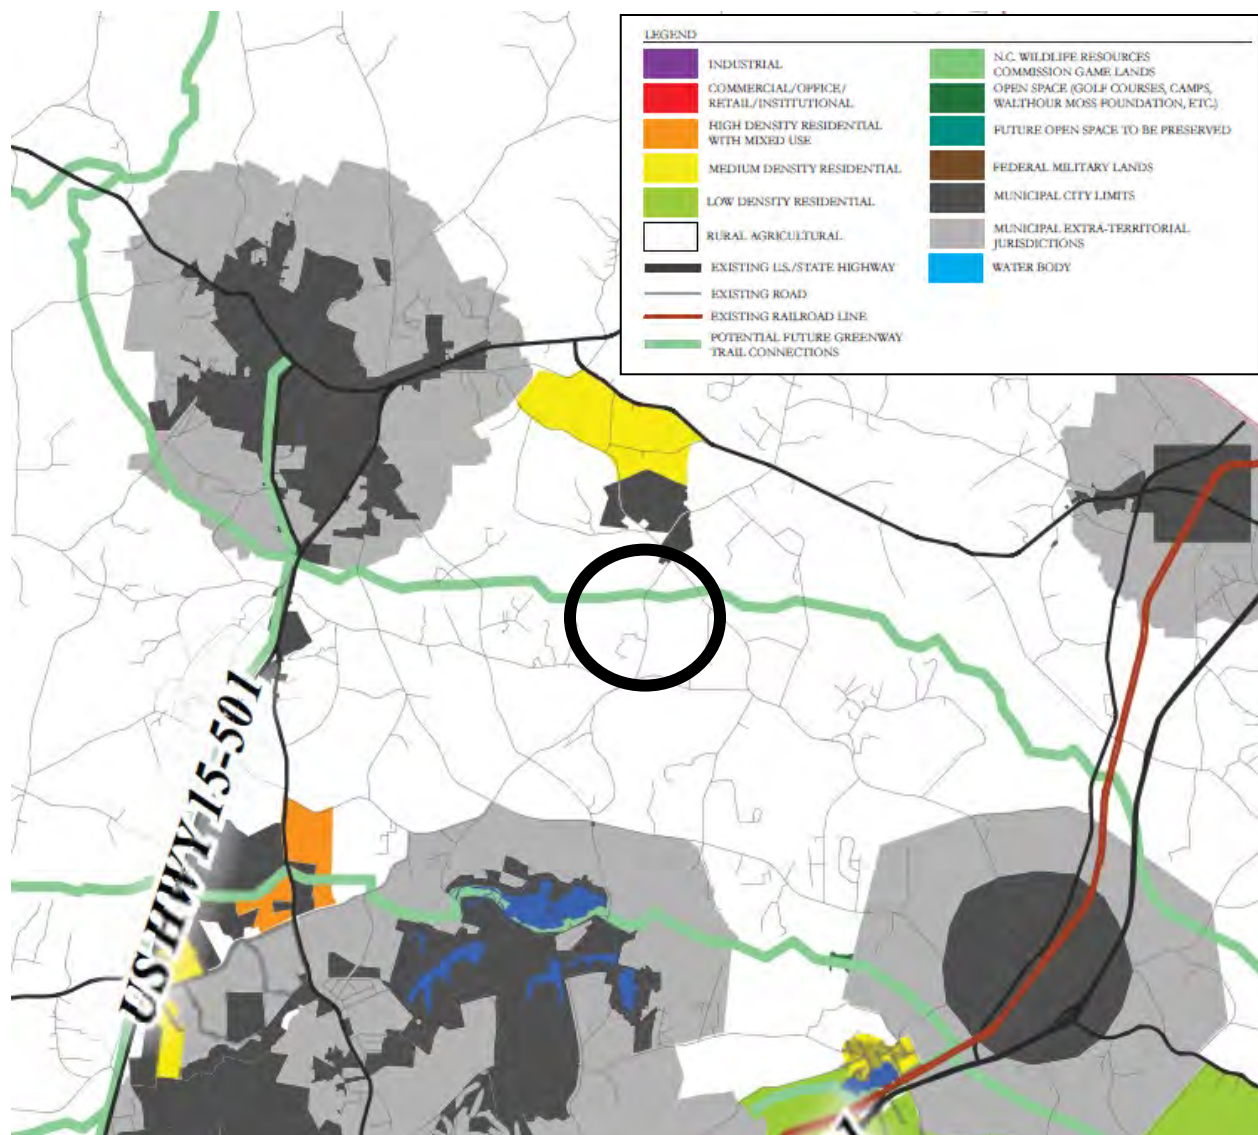 LEGEND
INDUSTRIAL
COMMERCIAL/OFFICE/
RETAIL/INSTITUTIONAL
HIGH DENSITY RESIDENTIAL
WITH MIXED USE
MEDIUM DENSITY RESIDENTIAL
LOW DENSITY RESIDENTIAL
RURAL AGRICULTURAL
EXISTING U.S./STATE HIGHWAY
EXISTING ROAD
EXISTING RAILROAD LINE
POTENTIAL FUTURE GREENWAY
TRAIL CONNECTIONS
N.C. WILDLIFE RESOURCES
COMMISSION GAME LANDS
OPEN SPACE (GOLF COURSES, CAMPS,
WALTHOUR MOSS FOUNDATION, ETC.)
FUTURE OPEN SPACE TO BE PRESERVED
FEDERAL MILITARY LANDS
MUNICIPAL CITY LIMITS
MUNICIPAL EXTRA-TERRITORIAL
JURISDICTIONS
WATER BODY
US HWY 15-501